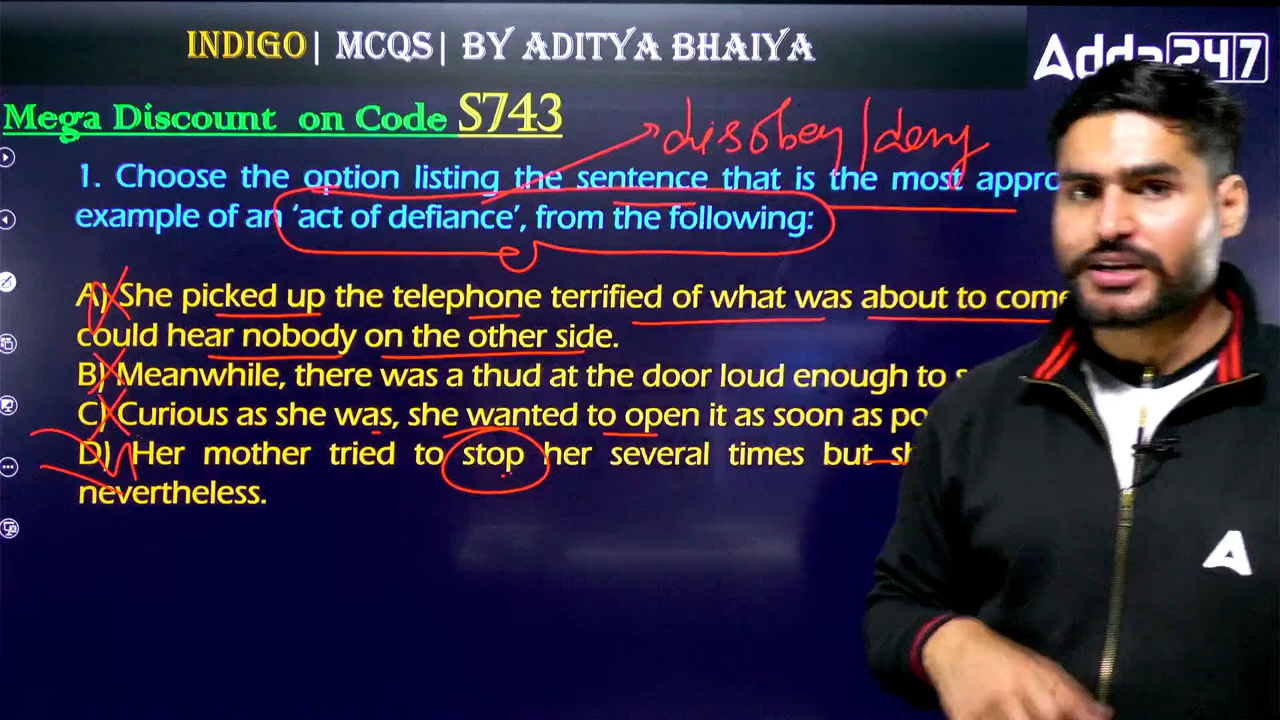 INDIGO| MCQS| BY ADITYA BHAIYA
Adda247
Mega Discount on Code S743
disobey/deny
1. Choose the option listing the sentence that is the most appro
example of an ‘act of defiance’, from the following:
A) She picked up the telephone terrified of what was about to come
could hear nobody on the other side.
B) Meanwhile, there was a thud at the door loud enough to
C) Curious as she was, she wanted to open it as soon as po
D) Her mother tried to stop her several times but sh
nevertheless.
A